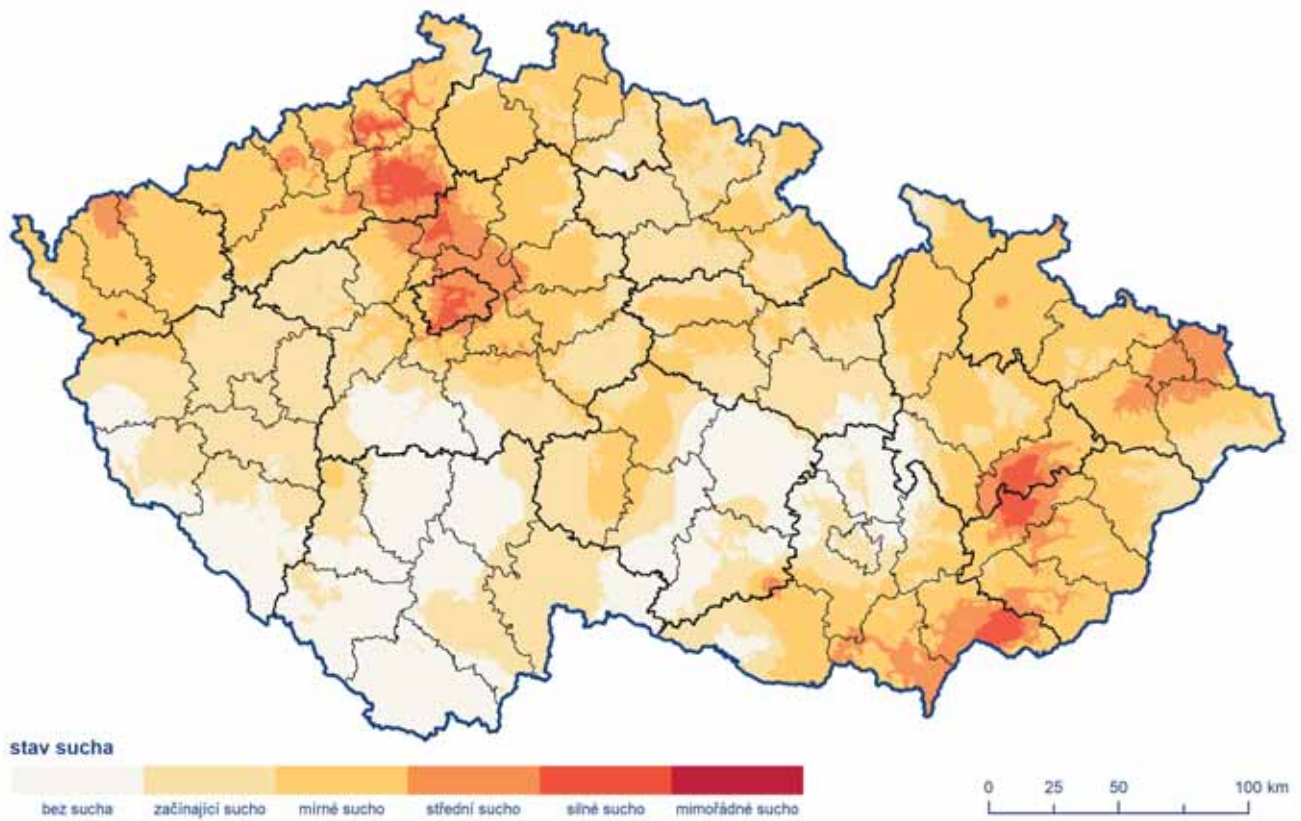 stav sucha
bez sucha začínající sucho mírné sucho střední sucho silné sucho mimořádné sucho
0 25 50 100 km